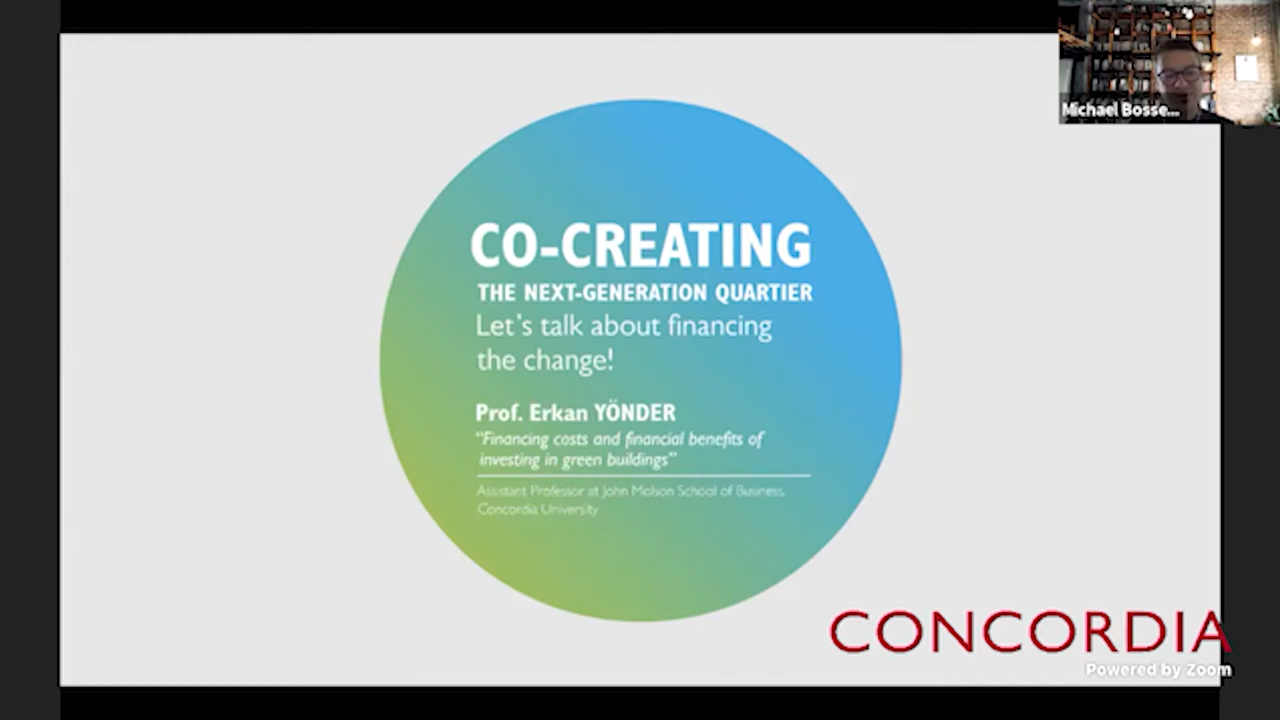 Michael Bosse...
CO-CREATING
THE NEXT-GENERATION QUARTIER
Let's talk about financing
the change!
Prof. Erkan YÖNDER
"Financing costs and financial benefits of
investing in green buildings"
Assistant Professor at John Molson School of Business,
Concordia University
CONCORDIA
Powered by Zoom